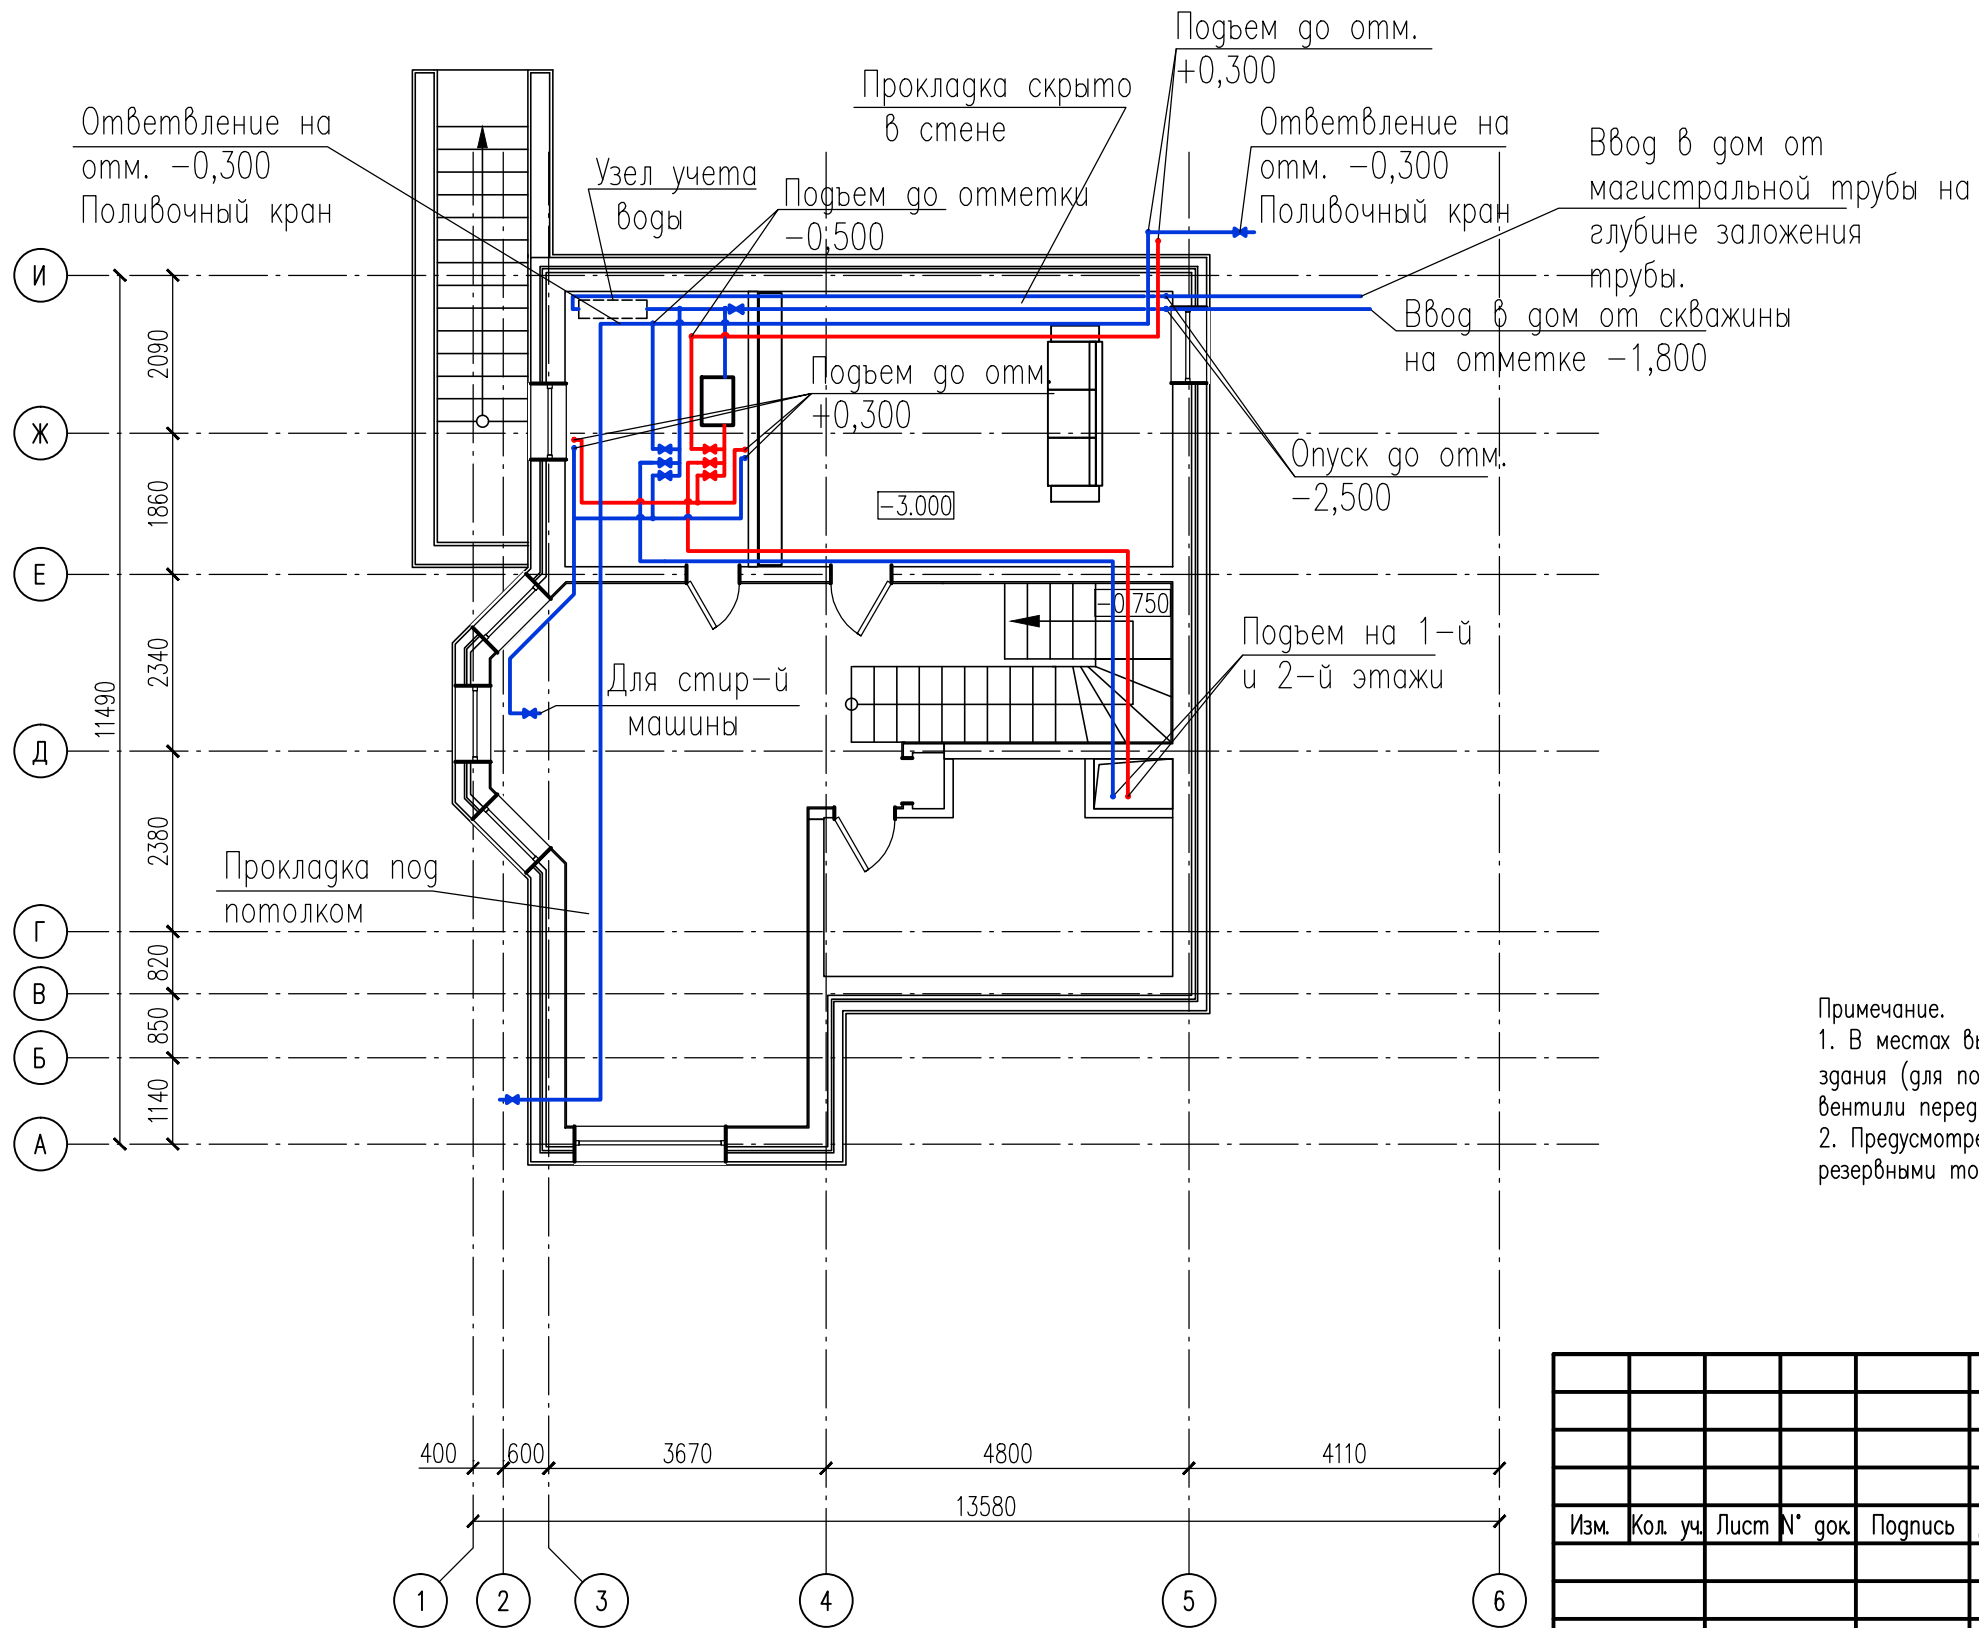 Подъем до отм.
+0,300
Прокладка скрыто
в стене
Ответвление на
отм. -0,300
Поливочный кран
Ответвление на
отм. -0,300
Поливочный кран
Ввод в дом от
магистральной трубы на
глубине заложения
трубы.
Узел учета
воды
Подъем до отметки
-0,500
Ввод в дом от скважины
на отметке -1,800
Подъем до отм.
+0,300
Опуск до отм.
-2,500
-3.000
-0,750
Подъем на 1-й
и 2-й этажи
Для стир-й
машины
Прокладка под
потолком
И
Ж
Е
Д
Г
В
Б
А
2090
1860
2340
2380
820
850
1140
11490
Примечание.
1. В местах
здания (для
вентили перед
2.
резервными
400
600
3670
4800
4110
13580
1
2
3
4
5
6
Изм.
Кол. уч.
Лист
N° док.
Подпись